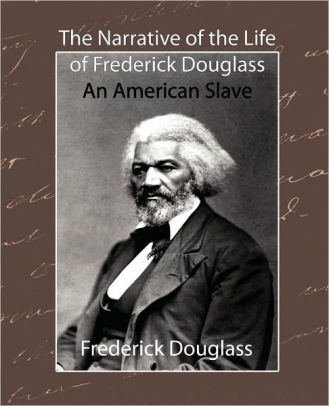 The Narrative of the Life
of Frederick Douglass
An American Slave
Frederick Douglass